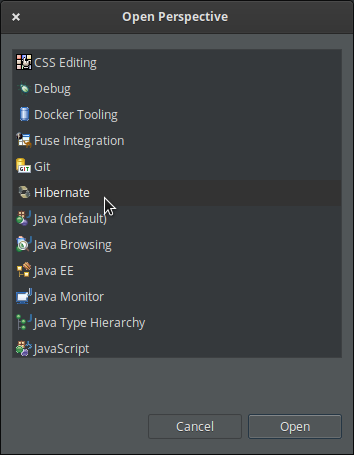 Open Perspective
CSS Editing
Debug
Docker Tooling
Fuse Integration
GIT Git
Hibernate
Java (default)
Java Browsing
Java EE
Java Monitor
Java Type Hierarchy
JavaScript
Cancel Open